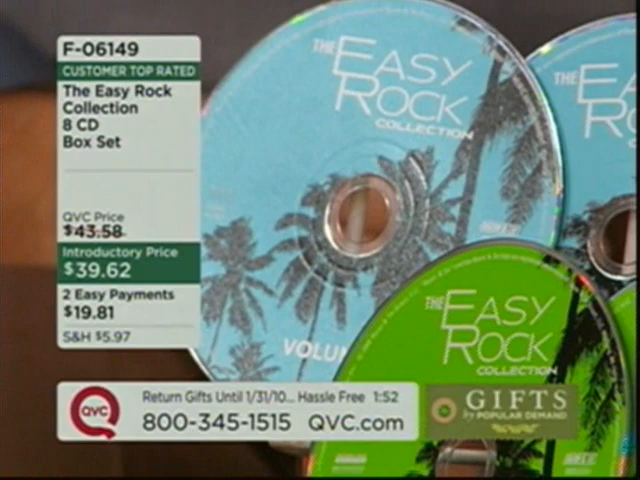 F-06149
CUSTOMER TOP RATED
The Easy Rock
Collection
8 CD
Box Set
QVC Price
$43.58
Introductory Price
$39.62
2 Easy Payments
$19.81
S&H $5.97
THE EASY
ROCK
COLLECTION
THE EA
ROCK
COLL
THE EASY
ROCK
COLLECTION
VOLU
QVC
Return Gifts Until 1/31/10... Hassle Free 1:52
800-345-1515 QVC.com
GIFTS
by POPULAR DEMAND